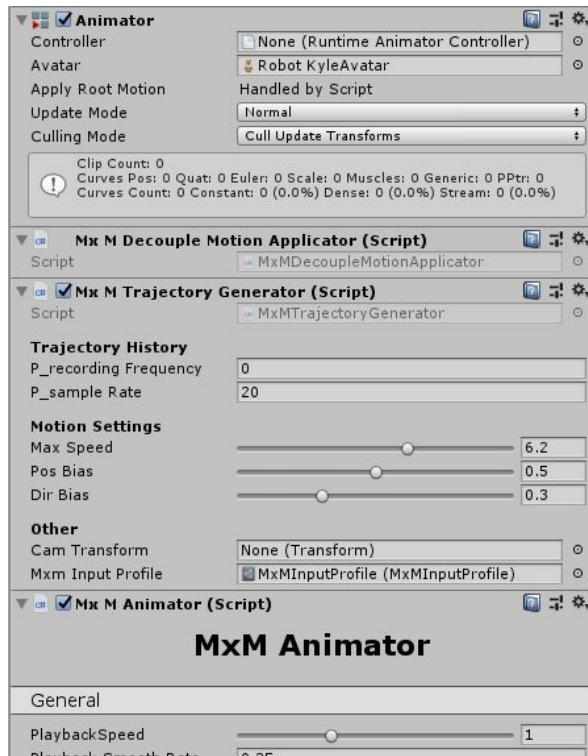 Animator
Controller None (Runtime Animator Controller)
Avatar Robot KyleAvatar
Apply Root Motion Handled by Script
Update Mode Normal
Culling Mode Cull Update Transforms
Clip Count: 0
Curves Pos: 0 Quat: 0 Euler: 0 Scale: 0 Muscles: 0 Generic: 0 PPtr: 0
Curves Count: 0 Constant: 0 (0.0%) Dense: 0 (0.0%) Stream: 0 (0.0%)
Mx M Decouple Motion Applicator (Script)
Script MxMDecoupleMotionApplicator
Mx M Trajectory Generator (Script)
Script MxMTrajectoryGenerator
Trajectory History
P_recording Frequency 0
P_sample Rate 20
Motion Settings
Max Speed 6.2
Pos Bias 0.5
Dir Bias 0.3
Other
Cam Transform None (Transform)
Mxm Input Profile MxMInputProfile (MxMInputProfile)
Mx M Animator (Script)
MxM Animator
General
PlaybackSpeed 1
Playback Smooth Rate 0.25